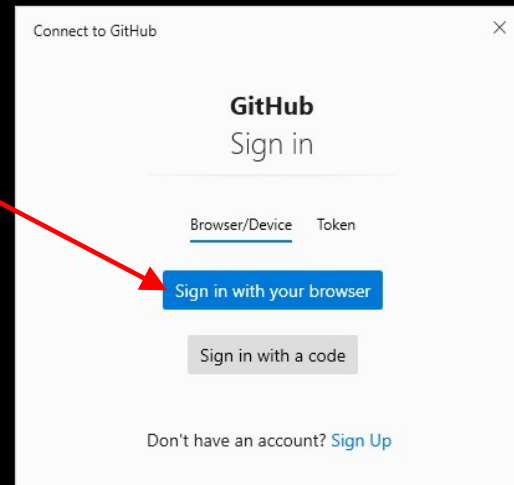 Connect to GitHub
GitHub
Sign in
Browser/Device Token
Sign in with your browser
Sign in with a code
Don't have an account? Sign Up